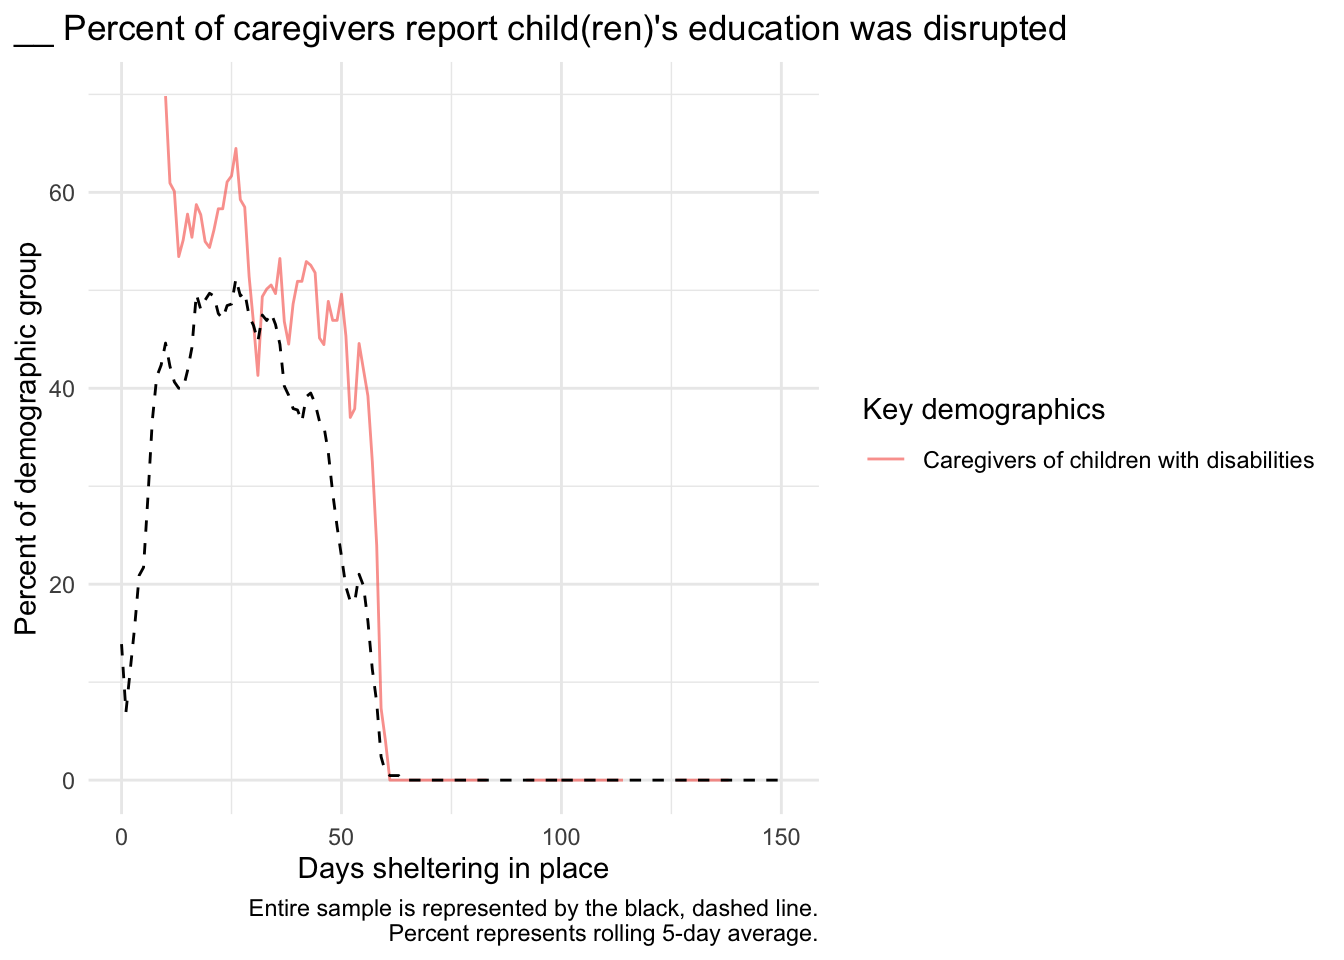 __ Percent of caregivers report child(ren)'s education was disrupted
Percent of demographic group
60
40
20
0
0 50 100 150
Days sheltering in place
Key demographics
Caregivers of children with disabilities
Entire sample is represented by the black, dashed line.
Percent represents rolling 5-day average.